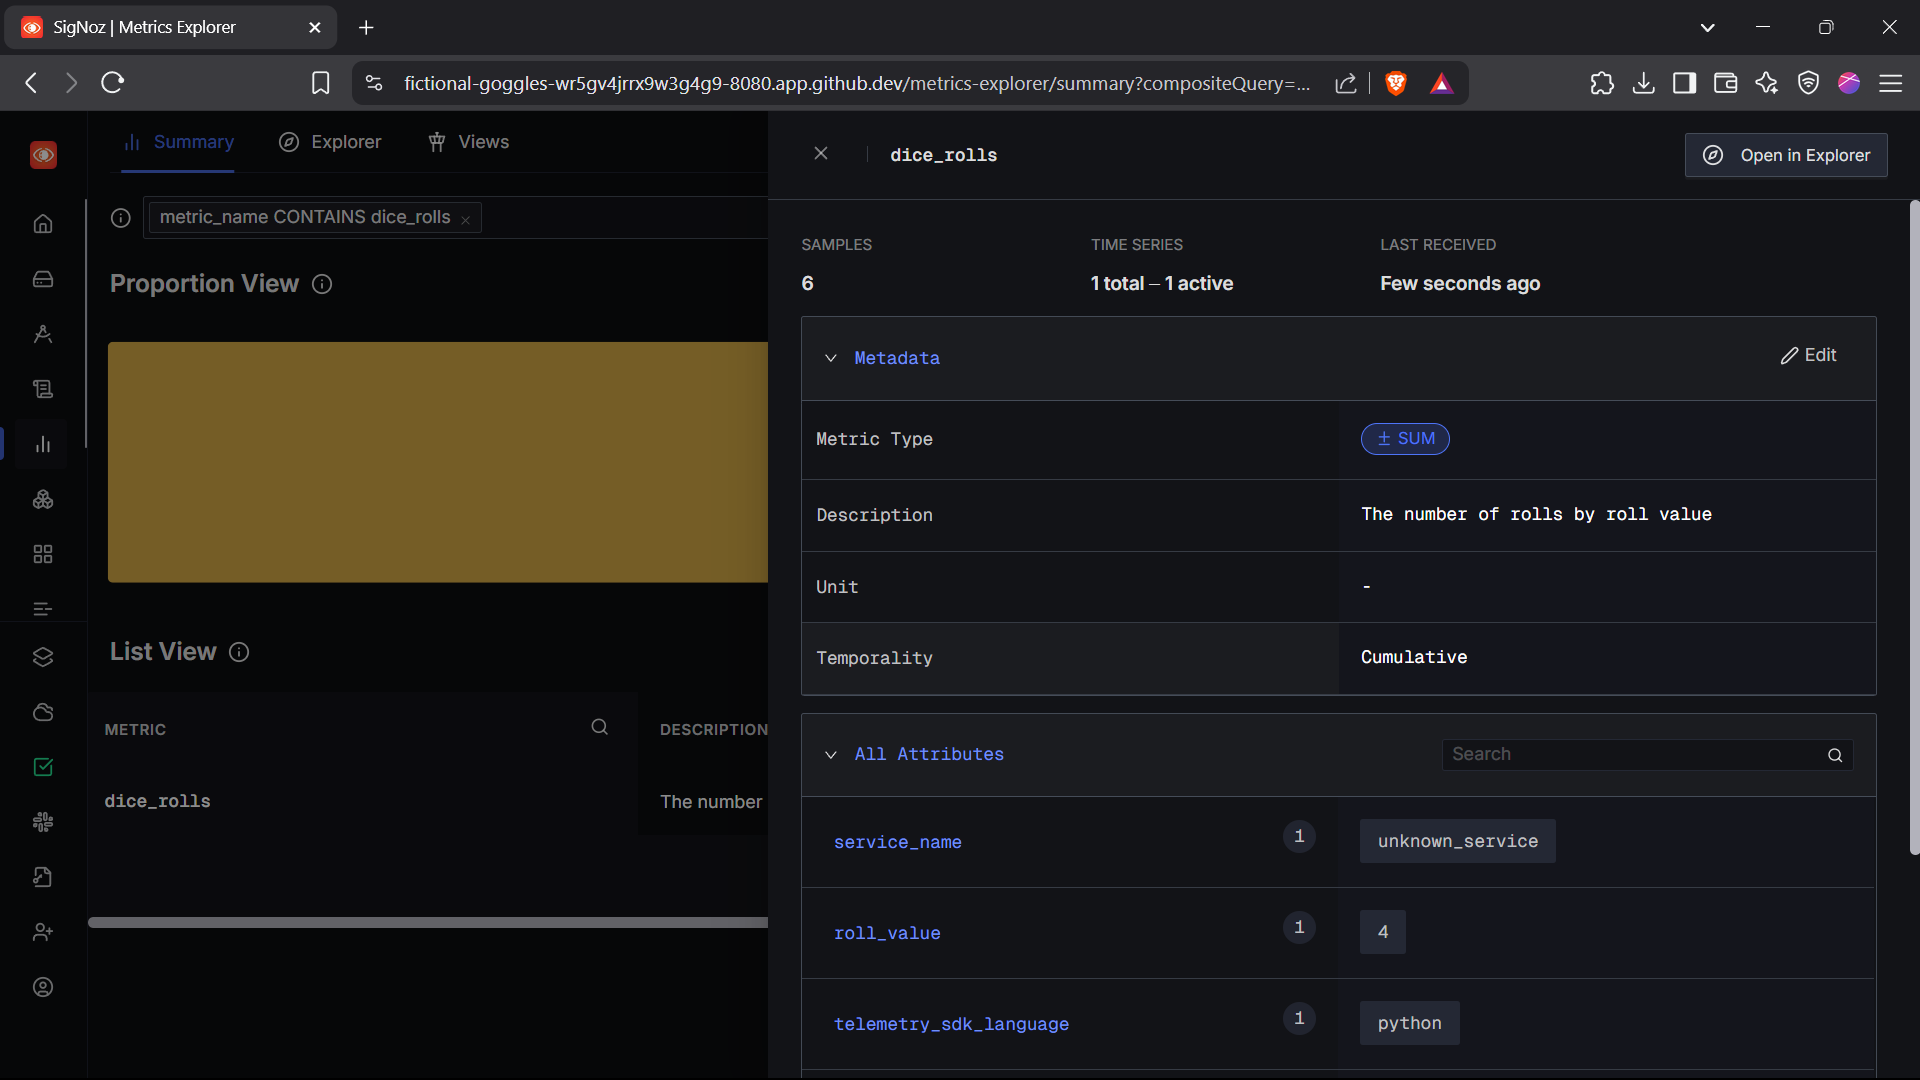 SigNoz | Metrics Explorer
fictional-goggles-wr5gv4jrrx9w3g4g9-8080.app.github.dev/metrics-explorer/summary?compositeQuery=...
Summary
Explorer
Views
metric_name CONTAINS dice_rolls
Proportion View
List View
METRIC
DESCRIPTION
dice_rolls
The number
dice_rolls
Open in Explorer
SAMPLES
TIME SERIES
LAST RECEIVED
6
1 total – 1 active
Few seconds ago
Metadata
Edit
Metric Type
± SUM
Description
The number of rolls by roll value
Unit
-
Temporality
Cumulative
All Attributes
Search
service_name
1
unknown_service
roll_value
1
4
telemetry_sdk_language
1
python